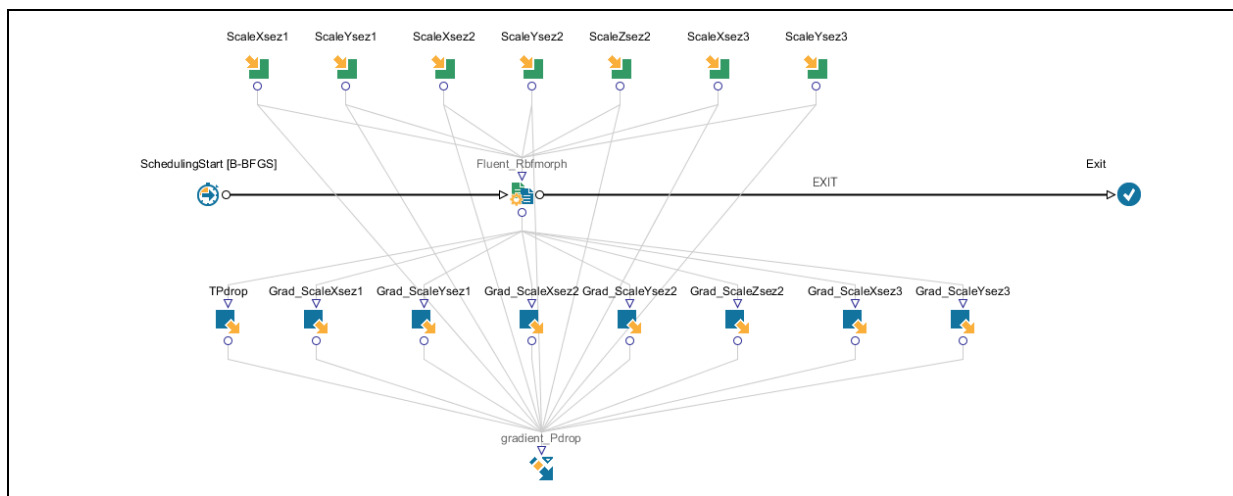 ScaleXsez1 ScaleYsez1 ScaleXsez2 ScaleYsez2 ScaleZsez2 ScaleXsez3 ScaleYsez3
SchedulingStart [B-BFGS] Fluent_Rbfmorph Exit
EXIT
TPdrop Grad_ScaleXsez1 Grad_ScaleYsez1 Grad_ScaleXsez2 Grad_ScaleYsez2 Grad_ScaleZsez2 Grad_ScaleXsez3 Grad_ScaleYsez3
gradient_Pdrop